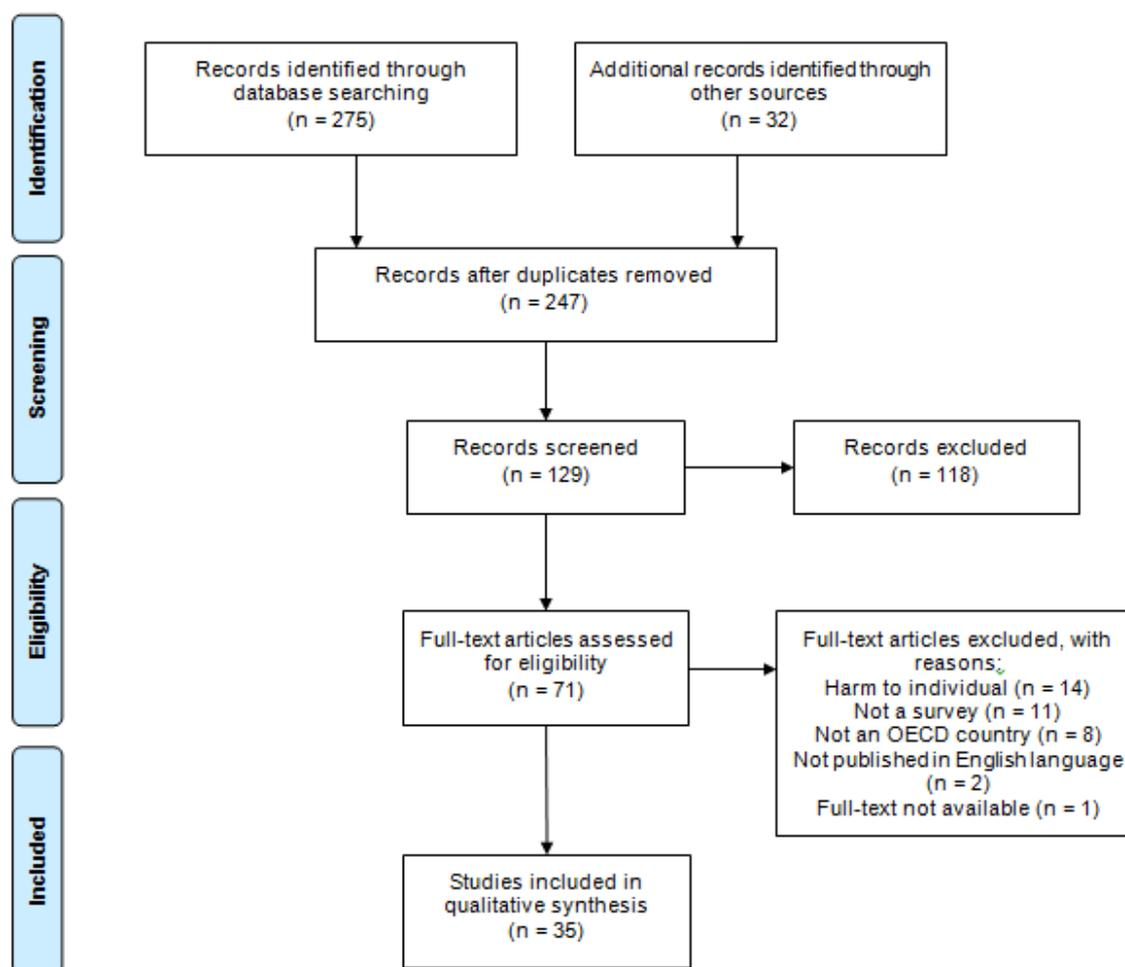 Identification
Records identified through
database searching
(n = 275)
Additional records identified through
other sources
(n = 32)
Screening
Records after duplicates removed
(n = 247)
Records screened
(n = 129)
Records excluded
(n = 118)
Eligibility
Full-text articles assessed
for eligibility
(n = 71)
Full-text articles excluded, with
reasons:
Harm to individual (n = 14)
Not a survey (n = 11)
Not an OECD country (n = 8)
Not published in English language
(n = 2)
Full-text not available (n = 1)
Included
Studies included in
qualitative synthesis
(n = 35)